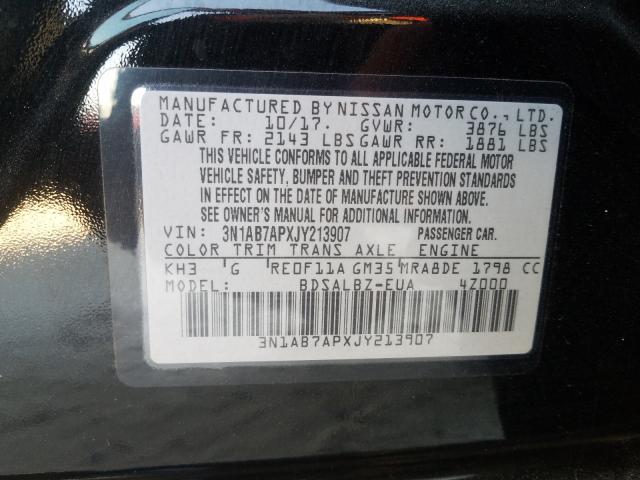 MANUFACTURED BY NISSAN MOTOR CO., LTD.
DATE: 10/17. GVWR: 3876 LBS
GAWR FR: 2143 LBS GAWR RR: 1881 LBS
THIS VEHICLE CONFORMS TO ALL APPLICABLE FEDERAL MOTOR
VEHICLE SAFETY, BUMPER AND THEFT PREVENTION STANDARDS
IN EFFECT ON THE DATE OF MANUFACTURE SHOWN ABOVE.
SEE OWNER'S MANUAL FOR ADDITIONAL INFORMATION.
VIN: 3N1AB7APXJY213907 PASSENGER CAR.
COLOR TRIM TRANS AXLE ENGINE
KH3 'G 'RE0F11A GM35 MRA8DE 1798 CC
MODEL: BDSALBZ-EUA 4Z000
3N1AB7APXJY213907